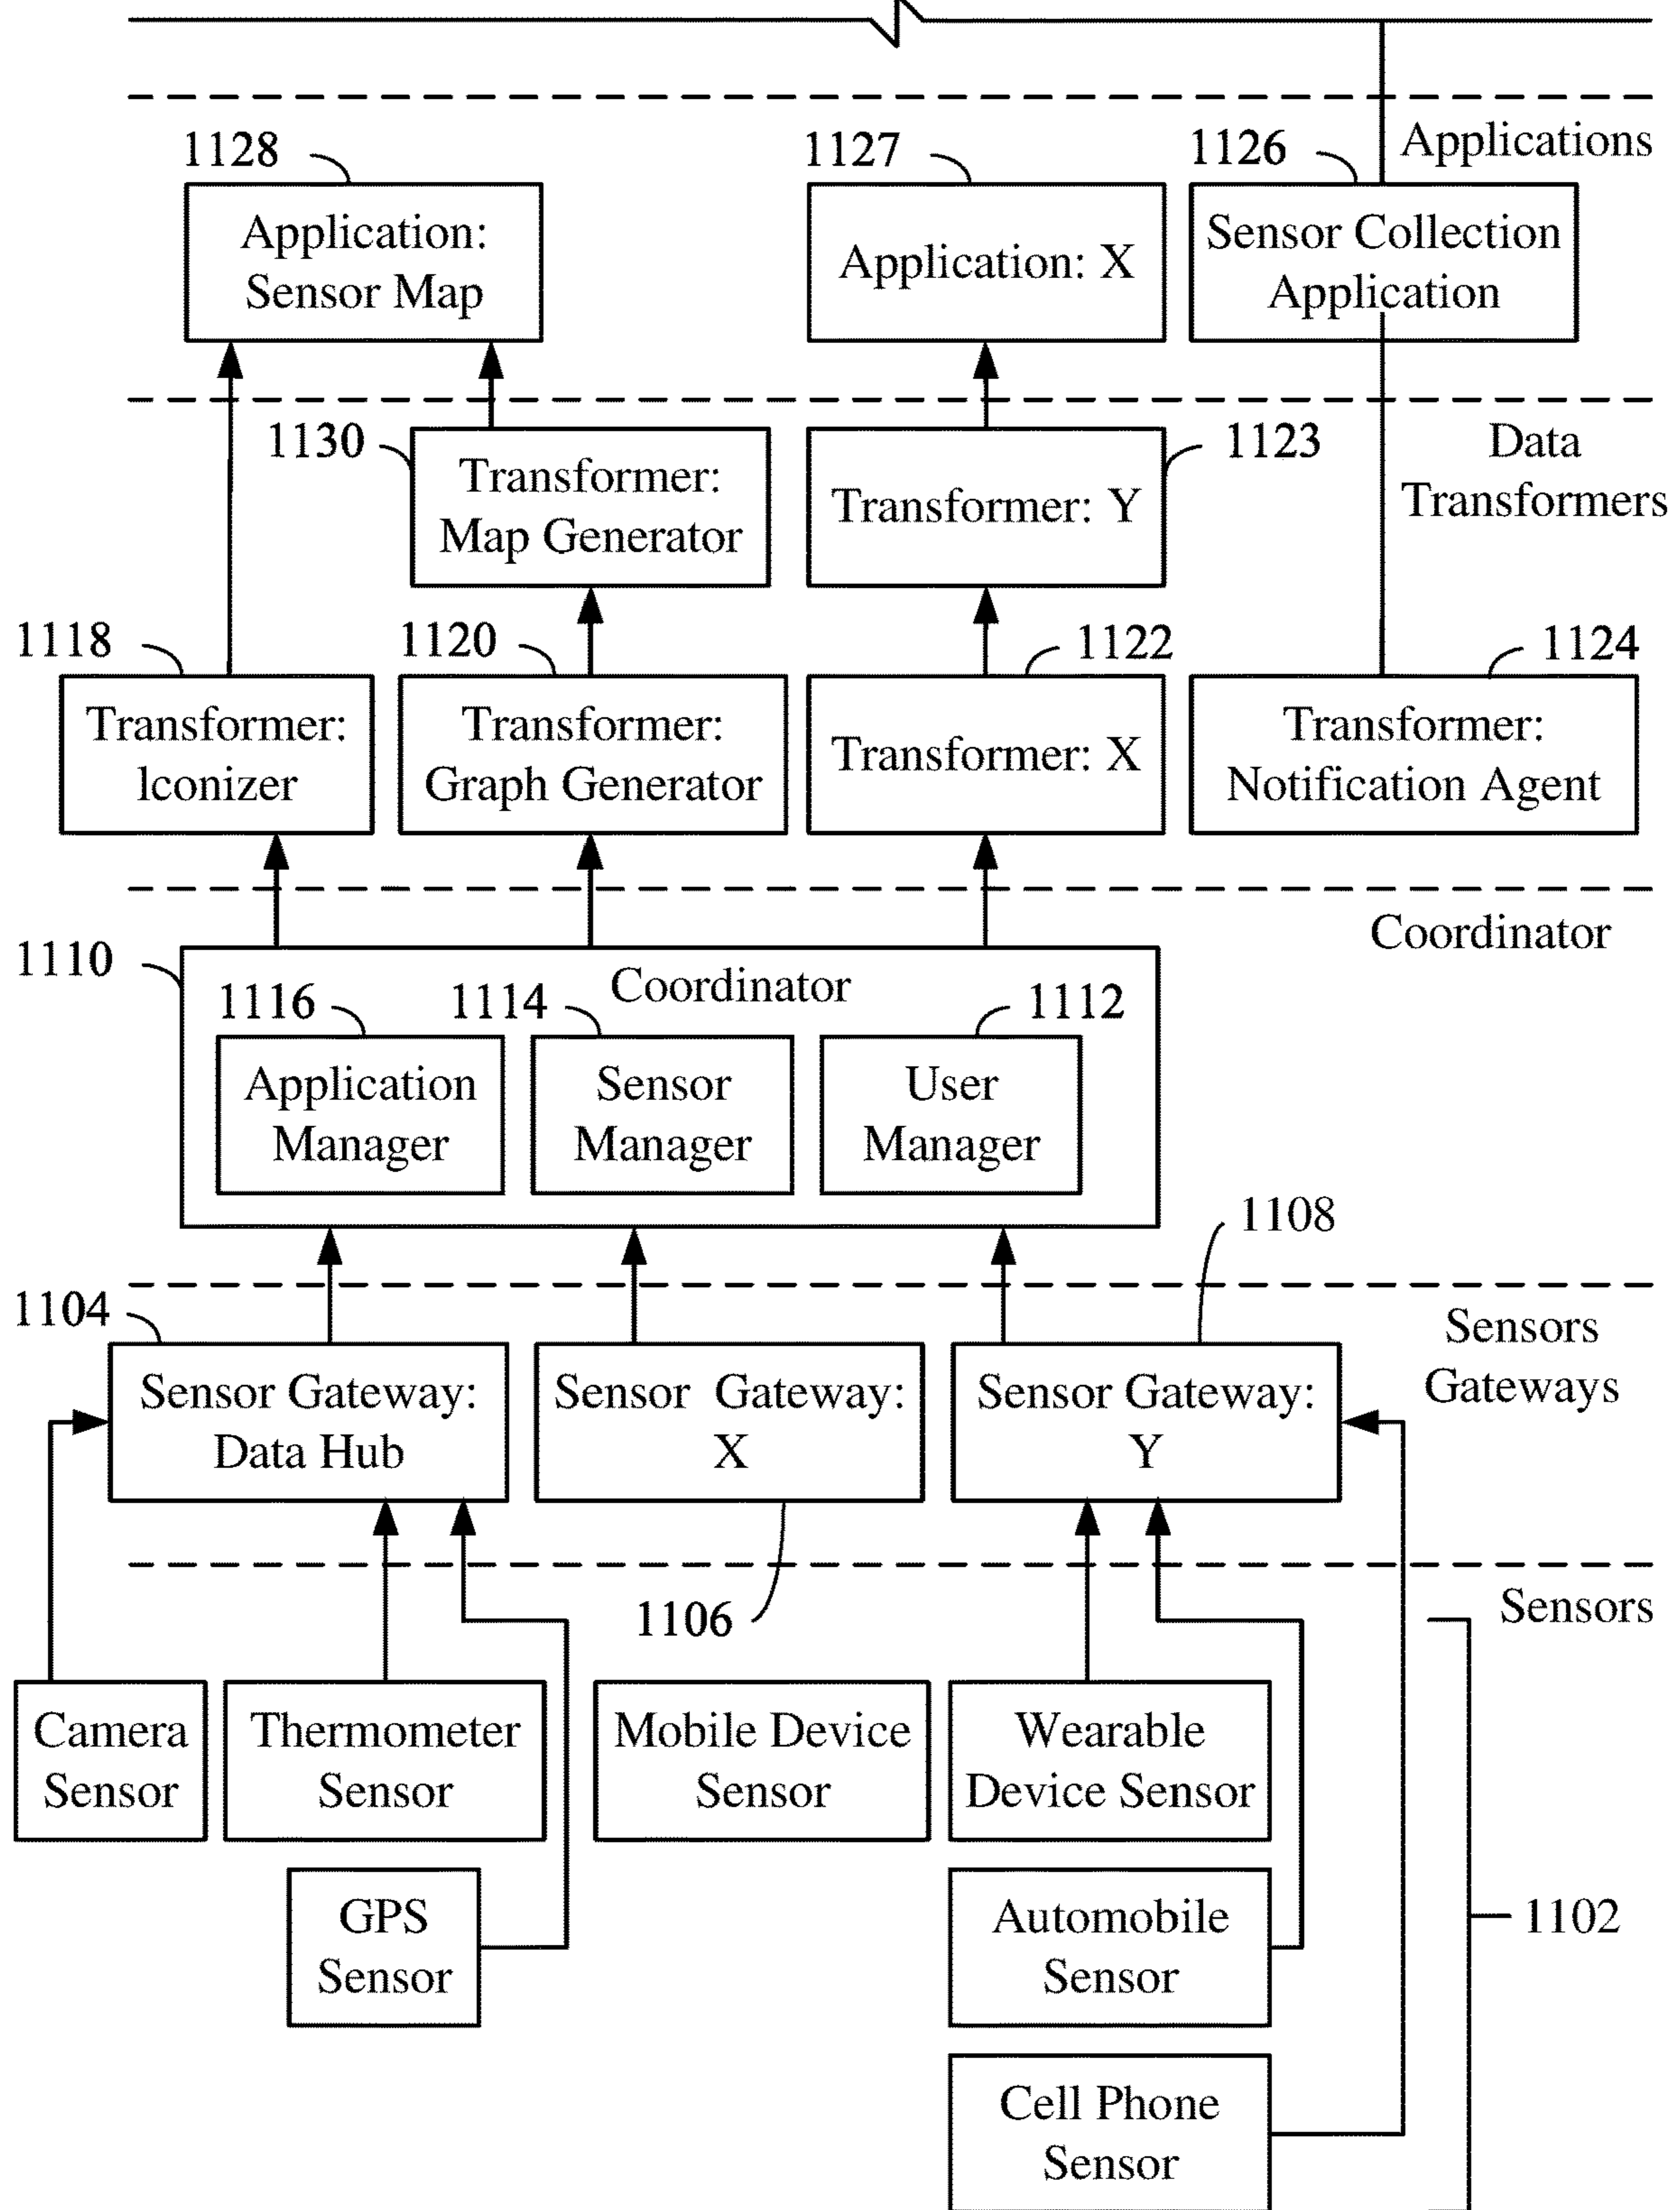 1128
1127
1126
Applications
Application:
Sensor Map
Application: X
Sensor Collection
Application
1130
Transformer:
Map Generator
Transformer: Y
1123
Data
Transformers
1118
1120
1122
1124
Transformer:
lconizer
Transformer:
Graph Generator
Transformer: X
Transformer:
Notification Agent
Coordinator
1110
Coordinator
1116
1114
1112
Application
Manager
Sensor
Manager
User
Manager
1108
1104
Sensors
Gateways
Sensor Gateway:
Data Hub
Sensor Gateway:
X
Sensor Gateway:
Y
1106
Sensors
Camera
Sensor
Thermometer
Sensor
Mobile Device
Sensor
Wearable
Device Sensor
GPS
Sensor
Automobile
Sensor
1102
Cell Phone
Sensor